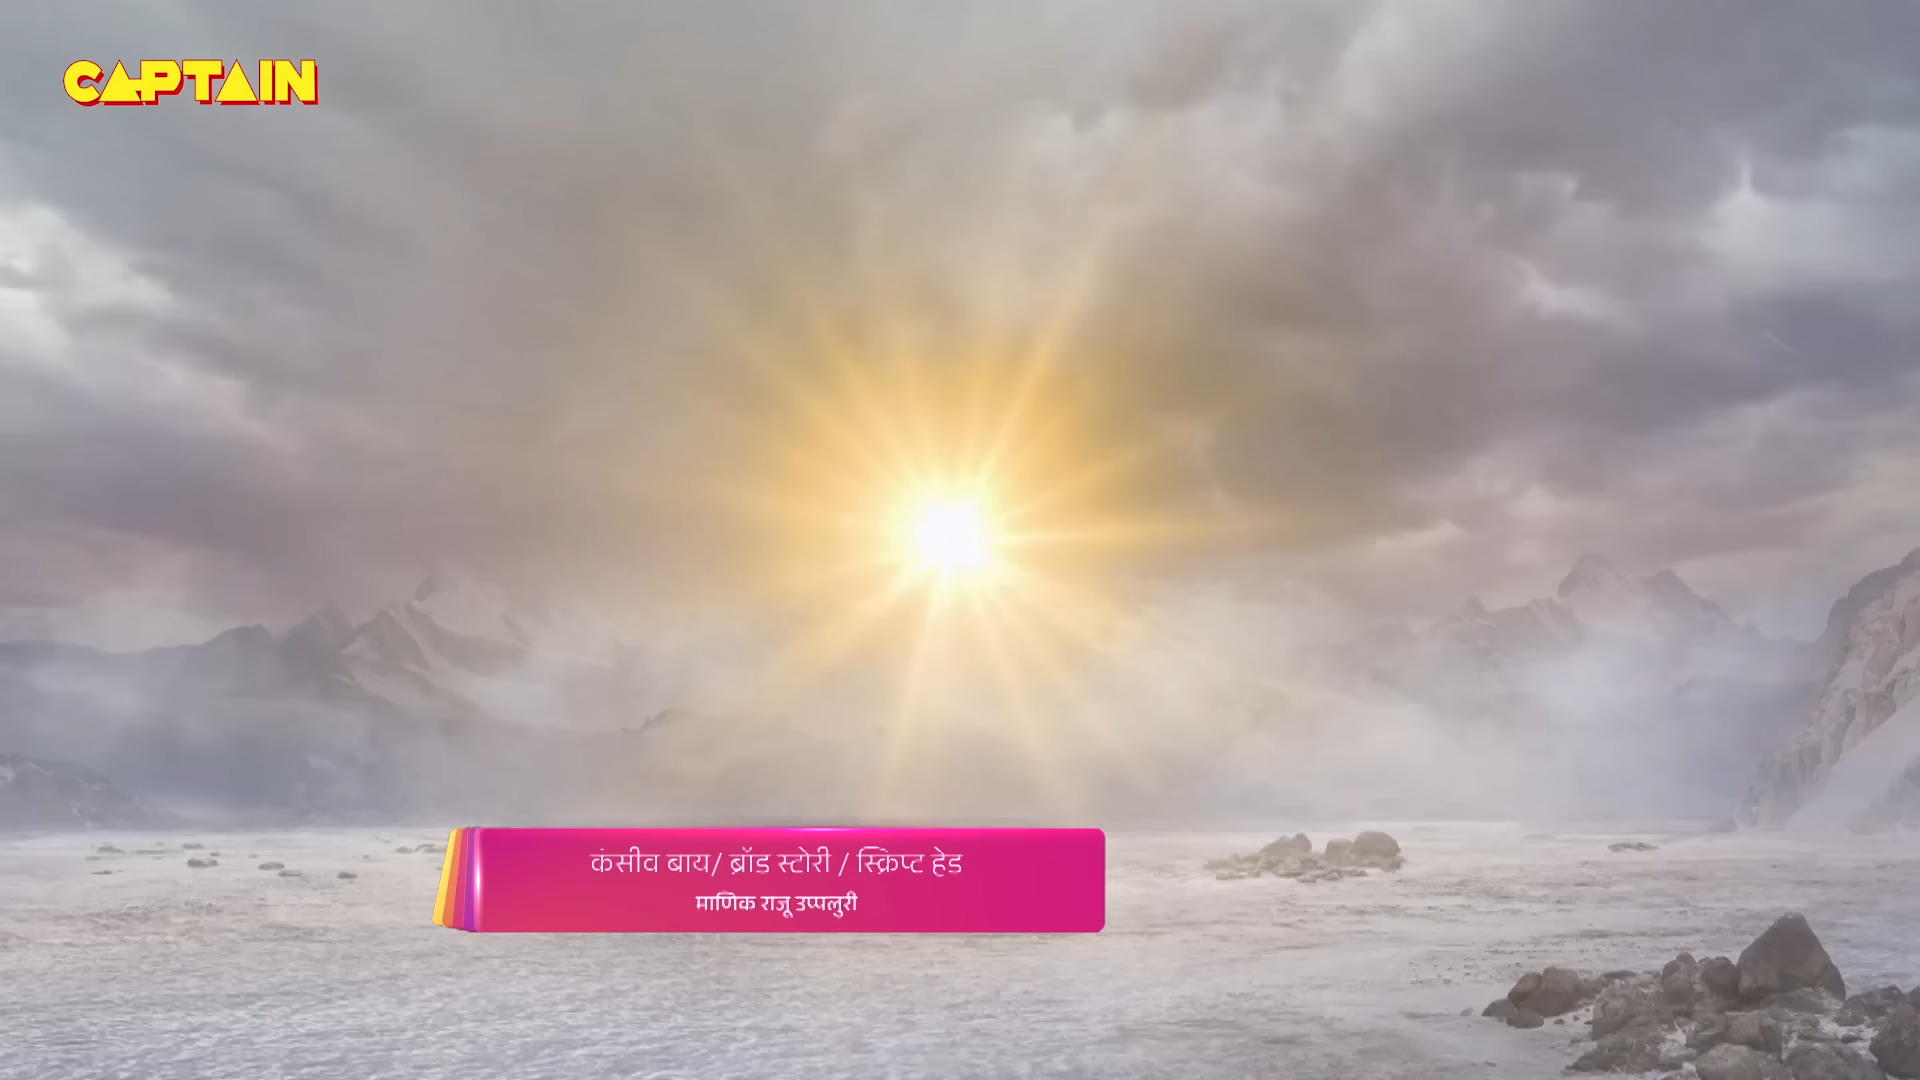 CAPTAIN
कंसीव बाय/ ब्रॉड स्टोरी / स्क्रिप्ट हेड
माणिक राजू उप्पलुरी